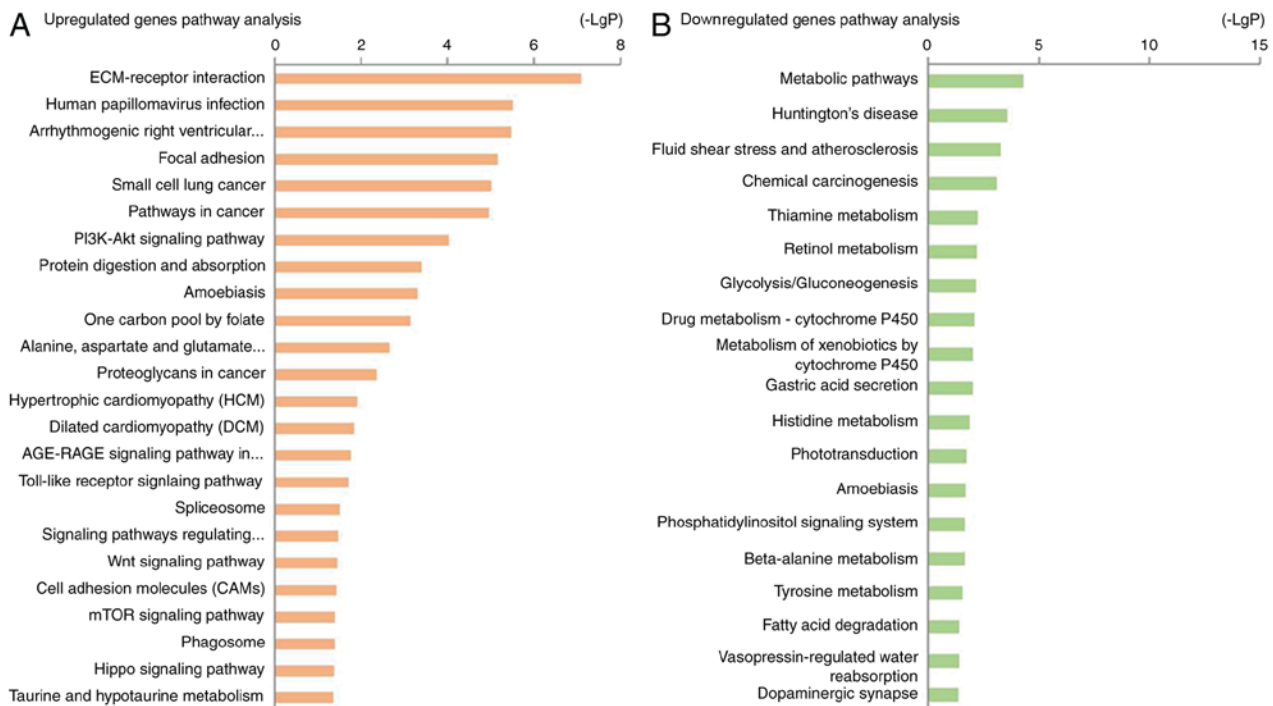 A Upregulated genes pathway analysis (-LgP)
0 2 4 6 8
ECM-receptor interaction
Human papillomavirus infection
Arrhythmogenic right ventricular...
Focal adhesion
Small cell lung cancer
Pathways in cancer
PI3K-Akt signaling pathway
Protein digestion and absorption
Amoebiasis
One carbon pool by folate
Alanine, aspartate and glutamate...
Proteoglycans in cancer
Hypertrophic cardiomyopathy (HCM)
Dilated cardiomyopathy (DCM)
AGE-RAGE signaling pathway in...
Toll-like receptor signlaing pathway
Spliceosome
Signaling pathways regulating...
Wnt signaling pathway
Cell adhesion molecules (CAMs)
mTOR signaling pathway
Phagosome
Hippo signaling pathway
Taurine and hypotaurine metabolism
B Downregulated genes pathway analysis (-LgP)
0 5 10 15
Metabolic pathways
Huntington's disease
Fluid shear stress and atherosclerosis
Chemical carcinogenesis
Thiamine metabolism
Retinol metabolism
Glycolysis/Gluconeogenesis
Drug metabolism - cytochrome P450
Metabolism of xenobiotics by
cytochrome P450
Gastric acid secretion
Histidine metabolism
Phototransduction
Amoebiasis
Phosphatidylinositol signaling system
Beta-alanine metabolism
Tyrosine metabolism
Fatty acid degradation
Vasopressin-regulated water
reabsorption
Dopaminergic synapse